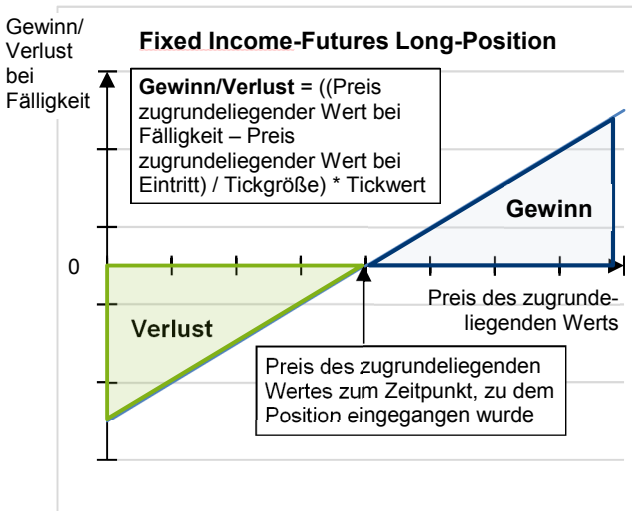 Gewinn/
Verlust
bei
Fälligkeit
Fixed Income-Futures Long-Position
Gewinn/Verlust = ((Preis
zugrundeliegender Wert bei
Fälligkeit – Preis
zugrundeliegender Wert bei
Eintritt) / Tickgröße) * Tickwert
Gewinn
0
Preis des zugrunde-
liegenden Werts
Verlust
Preis des zugrundeliegenden
Wertes zum Zeitpunkt, zu dem
Position eingegangen wurde